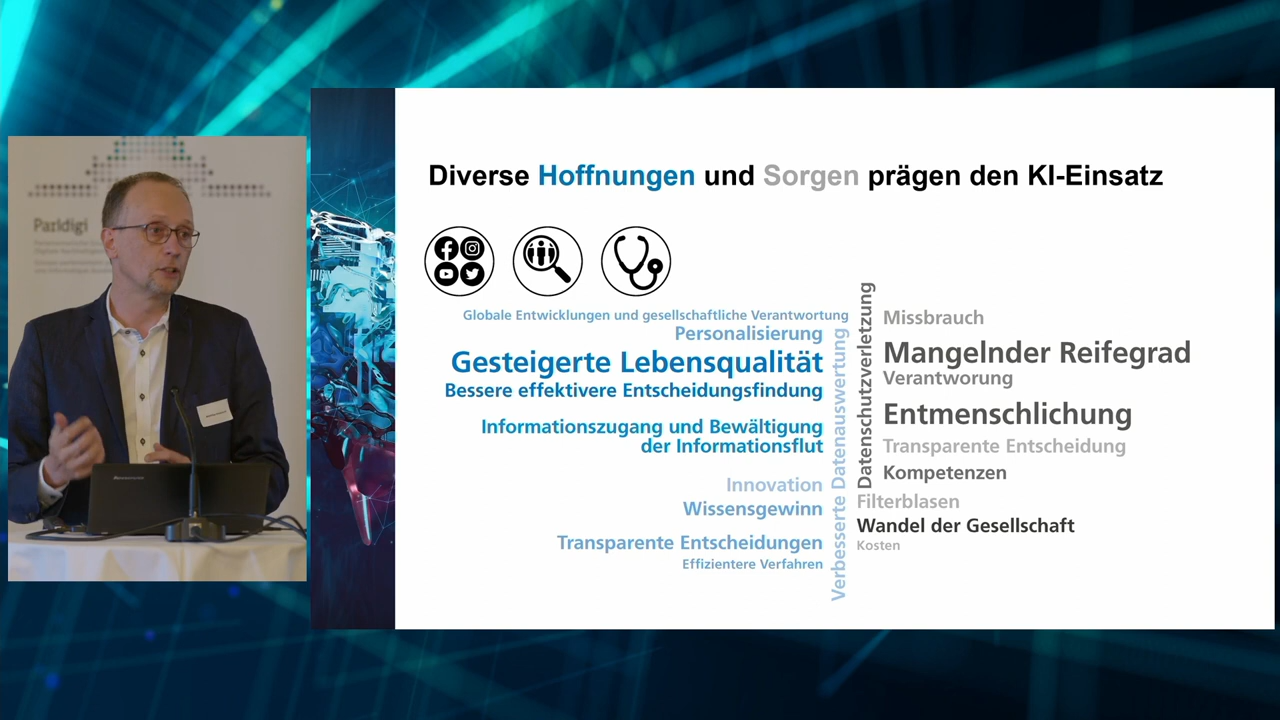 Parldigi
Diverse Hoffnungen und Sorgen prägen den KI-Einsatz
Globale Entwicklungen und gesellschaftliche Verantwortung
Personalisierung
Gesteigerte Lebensqualität
Bessere effektivere Entscheidungsfindung
Informationszugang und Bewältigung
der Informationsflut
Innovation
Wissensgewinn
Transparente Entscheidungen
Effizientere Verfahren
Verbesserte Datenauswertung
Datenschutzverletzung
Missbrauch
Mangelnder Reifegrad
Verantworung
Entmenschlichung
Transparente Entscheidung
Kompetenzen
Filterblasen
Wandel der Gesellschaft
Kosten